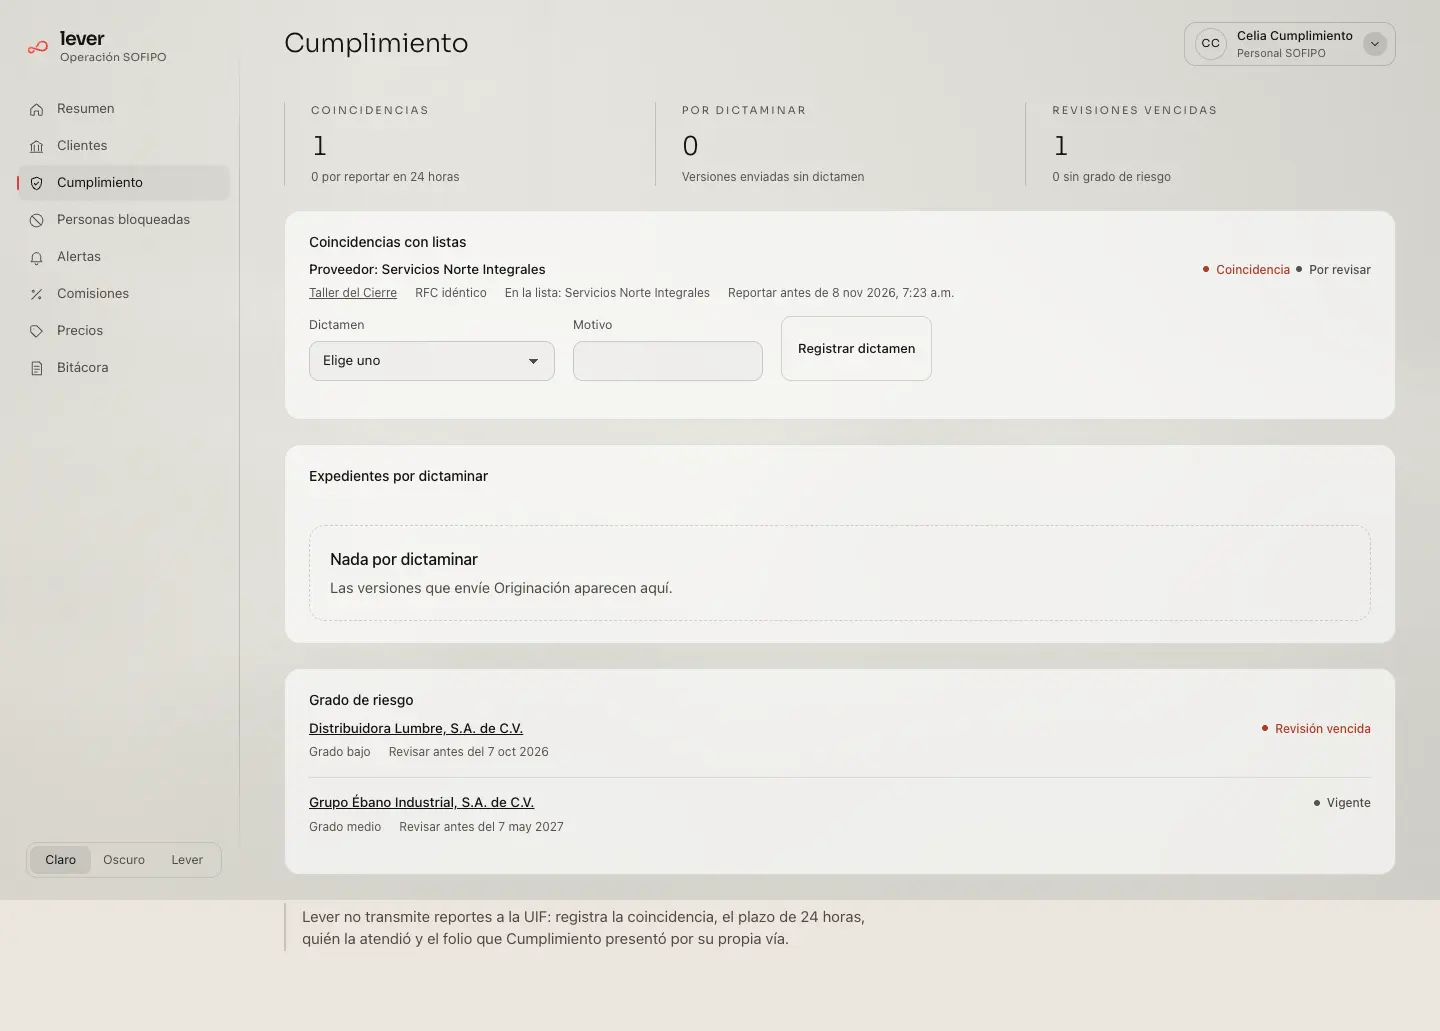 lever
Operación SOFIPO
Resumen
Clientes
Cumplimiento
Personas bloqueadas
Alertas
Comisiones
Precios
Bitácora
Claro
Oscuro
Lever
Cumplimiento
CC
Celia Cumplimiento
Personal SOFIPO
COINCIDENCIAS
1
0 por reportar en 24 horas
POR DICTAMINAR
0
Versiones enviadas sin dictamen
REVISIONES VENCIDAS
1
0 sin grado de riesgo
Coincidencias con listas
Proveedor: Servicios Norte Integrales
Coincidencia
Por revisar
Taller del Cierre RFC idéntico En la lista: Servicios Norte Integrales Reportar antes de 8 nov 2026, 7:23 a.m.
Dictamen
Elige uno
Motivo
Registrar dictamen
Expedientes por dictaminar
Nada por dictaminar
Las versiones que envíe Originación aparecen aquí.
Grado de riesgo
Distribuidora Lumbre, S.A. de C.V.
Revisión vencida
Grado bajo Revisar antes del 7 oct 2026
Grupo Ébano Industrial, S.A. de C.V.
Vigente
Grado medio Revisar antes del 7 may 2027
Lever no transmite reportes a la UIF: registra la coincidencia, el plazo de 24 horas,
quién la atendió y el folio que Cumplimiento presentó por su propia vía.